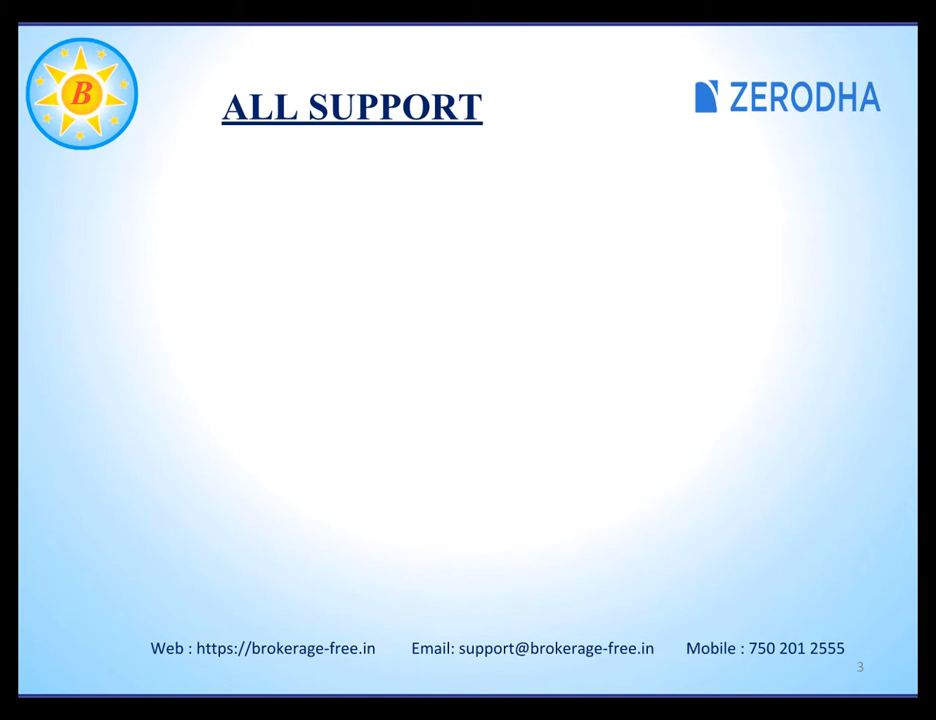 B
ALL SUPPORT
ZERODHA
Web : https://brokerage-free.in Email: support@brokerage-free.in Mobile : 750 201 2555
3